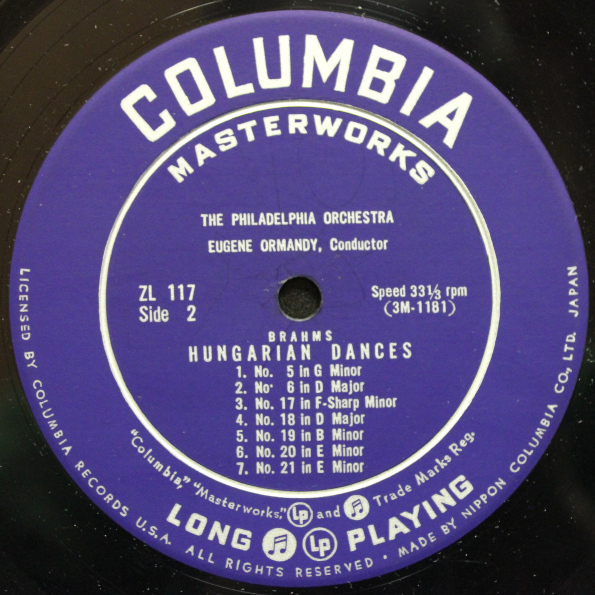 COLUMBIA
MASTERWORKS
THE PHILADELPHIA ORCHESTRA
EUGENE ORMANDY, Conductor
ZL 117
Side 2
Speed 33⅓ rpm
(3M-1181)
BRAHMS
HUNGARIAN DANCES
1. No. 5 in G Minor
2. No. 6 in D Major
3. No. 17 in F-Sharp Minor
4. No. 18 in D Major
5. No. 19 in B Minor
6. No. 20 in E Minor
7. No. 21 in E Minor
"Columbia," "Masterworks," LP and Trade Marks Reg.
LONG LP PLAYING
LICENSED BY COLUMBIA RECORDS U.S.A. ALL RIGHTS RESERVED • MADE BY NIPPON COLUMBIA CO., LTD. JAPAN